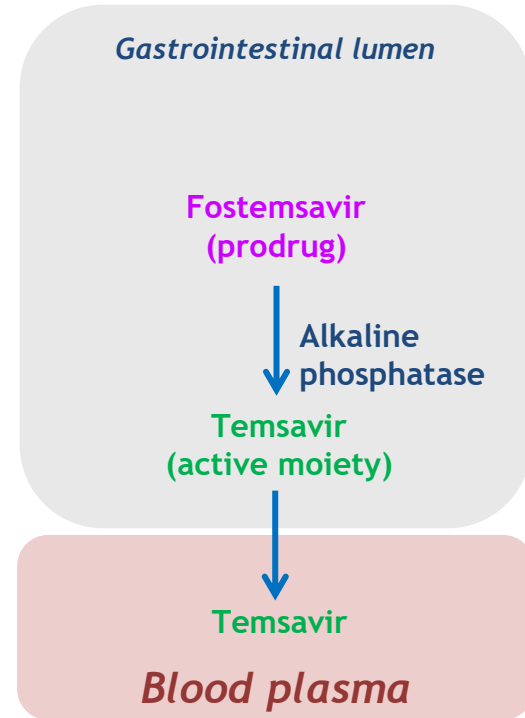 Gastrointestinal lumen
Fostemsavir
(prodrug)
Alkaline
phosphatase
Temsavir
(active moiety)
Temsavir
Blood plasma